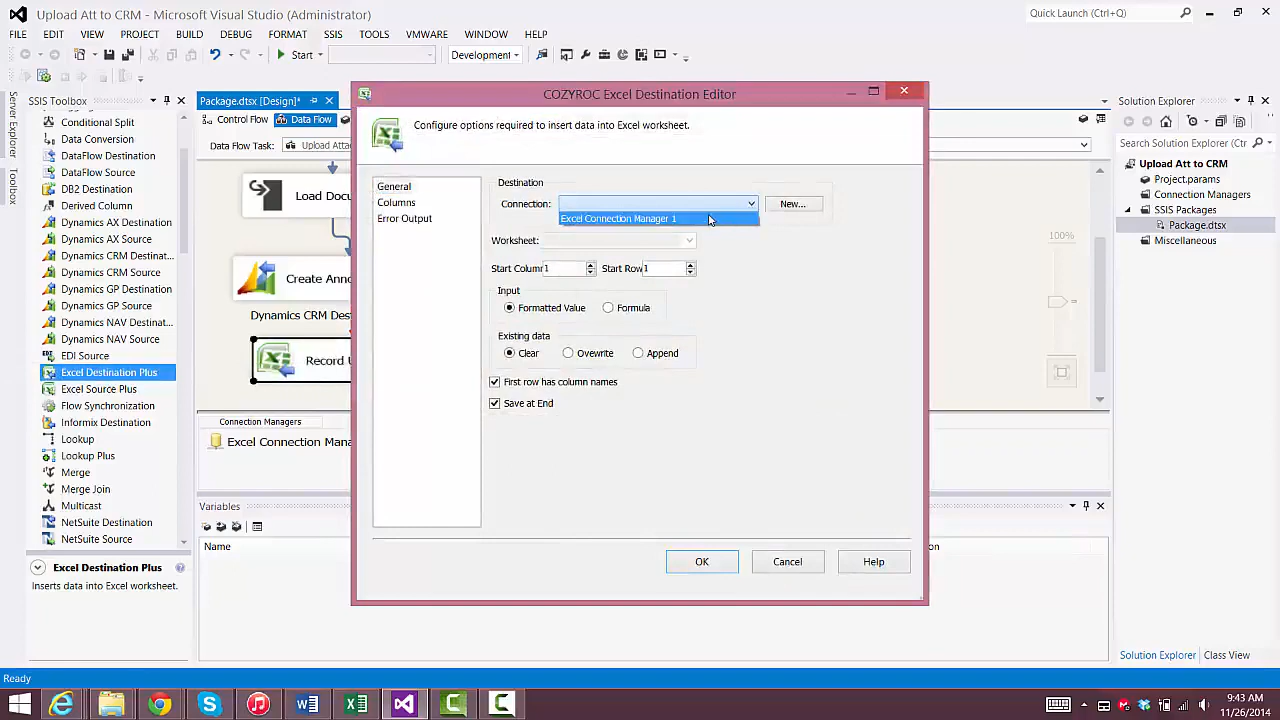 Upload Att to CRM - Microsoft Visual Studio (Administrator)
Quick Launch (Ctrl+Q)
FILE EDIT VIEW PROJECT BUILD DEBUG FORMAT SSIS TOOLS VMWARE WINDOW HELP
Start
Development
Server Explorer
Toolbox
SSIS Toolbox
Conditional Split
Data Conversion
DataFlow Destination
DataFlow Source
DB2 Destination
Derived Column
Dynamics AX Destination
Dynamics AX Source
Dynamics CRM Destinat...
Dynamics CRM Source
Dynamics GP Destination
Dynamics GP Source
Dynamics NAV Destinat...
Dynamics NAV Source
EDI Source
Excel Destination Plus
Excel Source Plus
Flow Synchronization
Informix Destination
Lookup
Lookup Plus
Merge
Merge Join
Multicast
NetSuite Destination
NetSuite Source
Excel Destination Plus
Inserts data into Excel worksheet.
Package.dtsx [Design]*
Control Flow
Data Flow
Data Flow Task:
Load Docu
Create Anno
Dynamics CRM Des
Record U
Connection Managers
Excel Connection Mana
Variables
Name
COZYROC Excel Destination Editor
Configure options required to insert data into Excel worksheet.
General
Columns
Error Output
Destination
Connection:
New...
Excel Connection Manager 1
Worksheet:
Start Column 1
Start Row 1
Input
Formatted Value
Formula
Existing data
Clear
Overwrite
Append
First row has column names
Save at End
OK
Cancel
Help
100%
Solution Explorer
Search Solution Explorer (Ctr
Upload Att to CRM
Project.params
Connection Managers
SSIS Packages
Package.dtsx
Miscellaneous
Solution Explorer
Class View
Ready
9:43 AM
11/26/2014